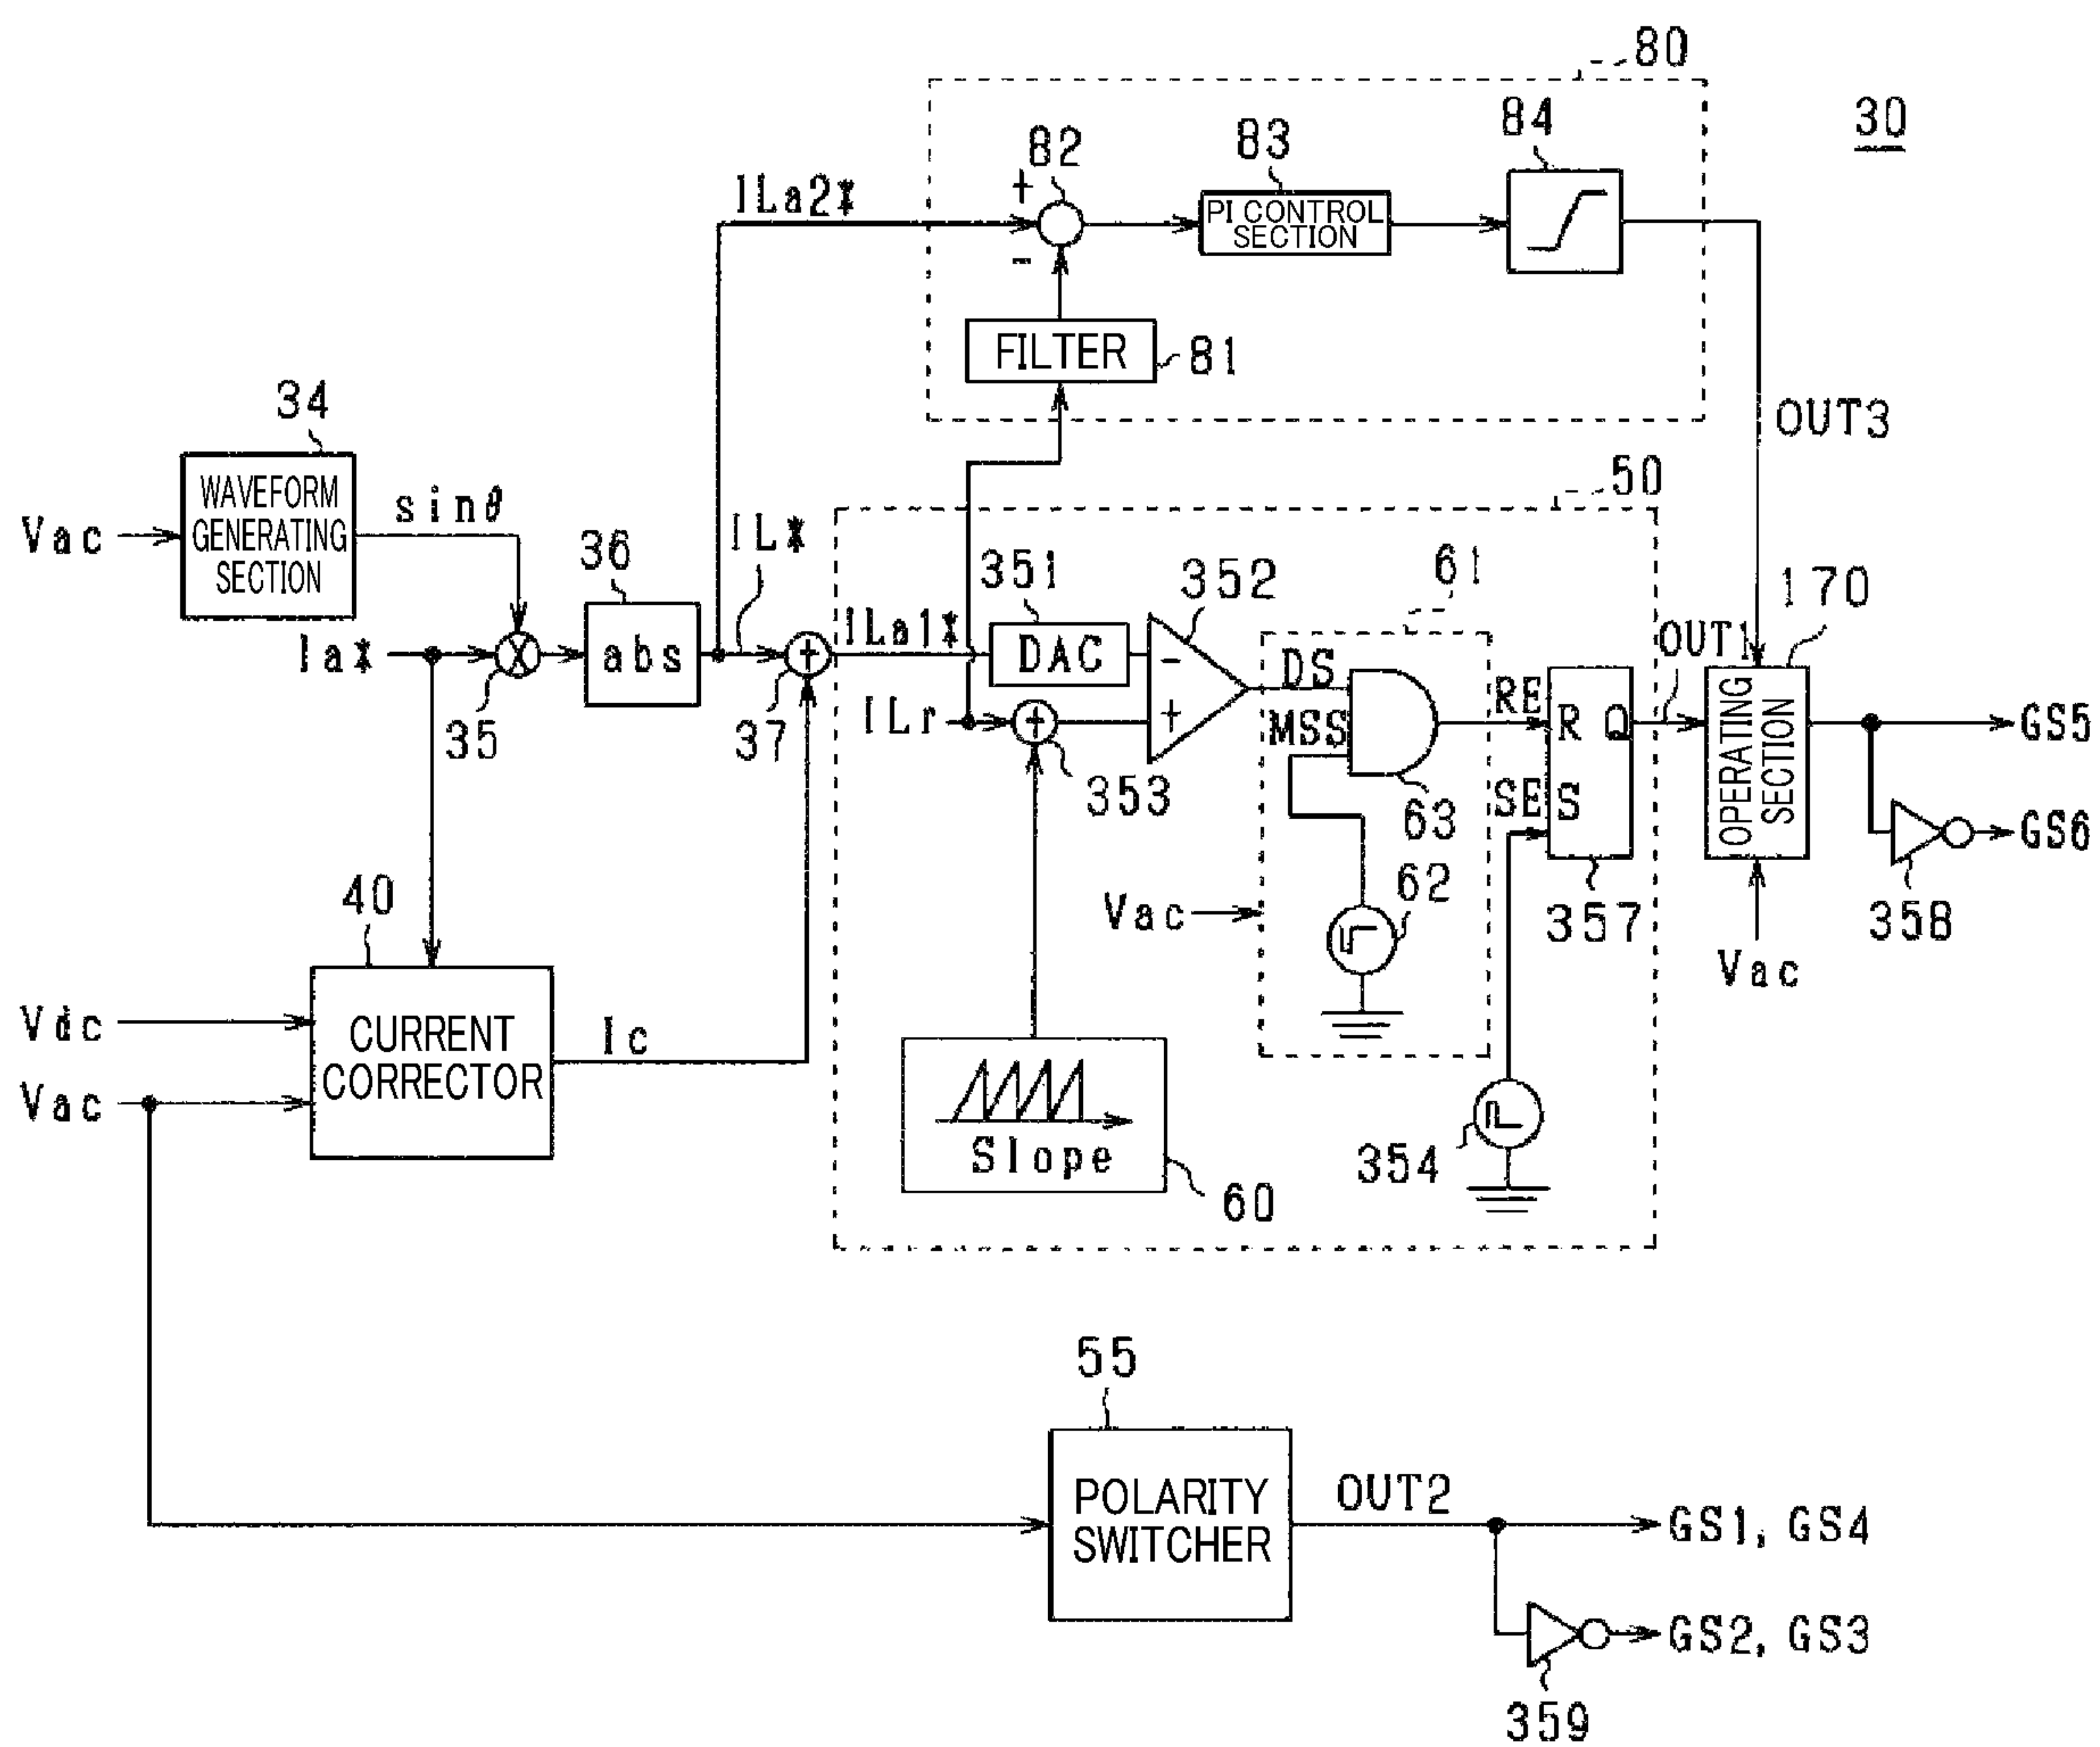 80
30
82
83
84
+
ILa2*
PI CONTROL
SECTION
-
FILTER
81
34
OUT3
WAVEFORM
GENERATING
SECTION
sinθ
Vac
50
36
IL*
351
352
61
170
Ia*
abs
ILa1*
DAC
-
DS
OUT1
35
37
+
ILr
+
+
MSS
RE
R
Q
OPERATING
SECTION
GS5
353
63
SE
S
GS6
40
62
Vac
357
358
Vac
Vdc
CURRENT
CORRECTOR
Ic
Vac
Slope
354
60
55
POLARITY
SWITCHER
OUT2
GS1, GS4
GS2, GS3
359